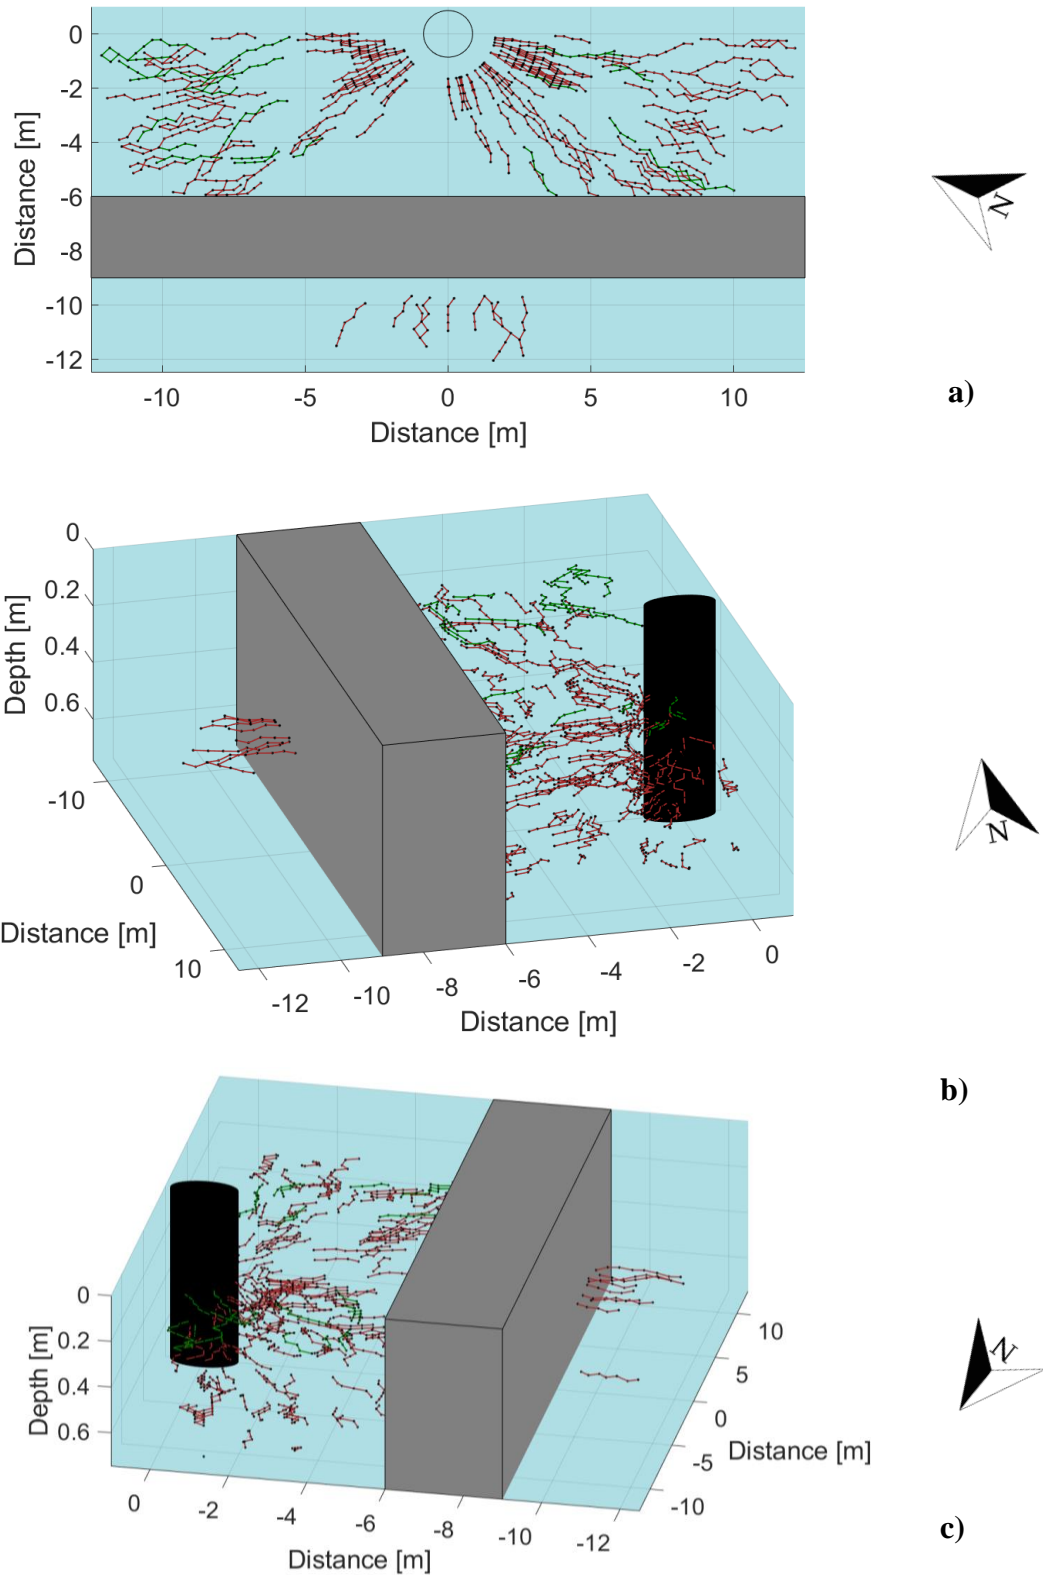 0
-2
-4
-6
-8
-10
-12
Distance [m]
-10 -5 0 5 10
Distance [m]
N
a)
0
0.2
0.4
0.6
Depth [m]
-10
0
10
Distance [m]
-12 -10 -8 -6 -4 -2 0
Distance [m]
N
b)
0
0.2
0.4
0.6
Depth [m]
0 -2 -4 -6 -8 -10 -12
Distance [m]
10
5
0
-5
-10
Distance [m]
N
c)